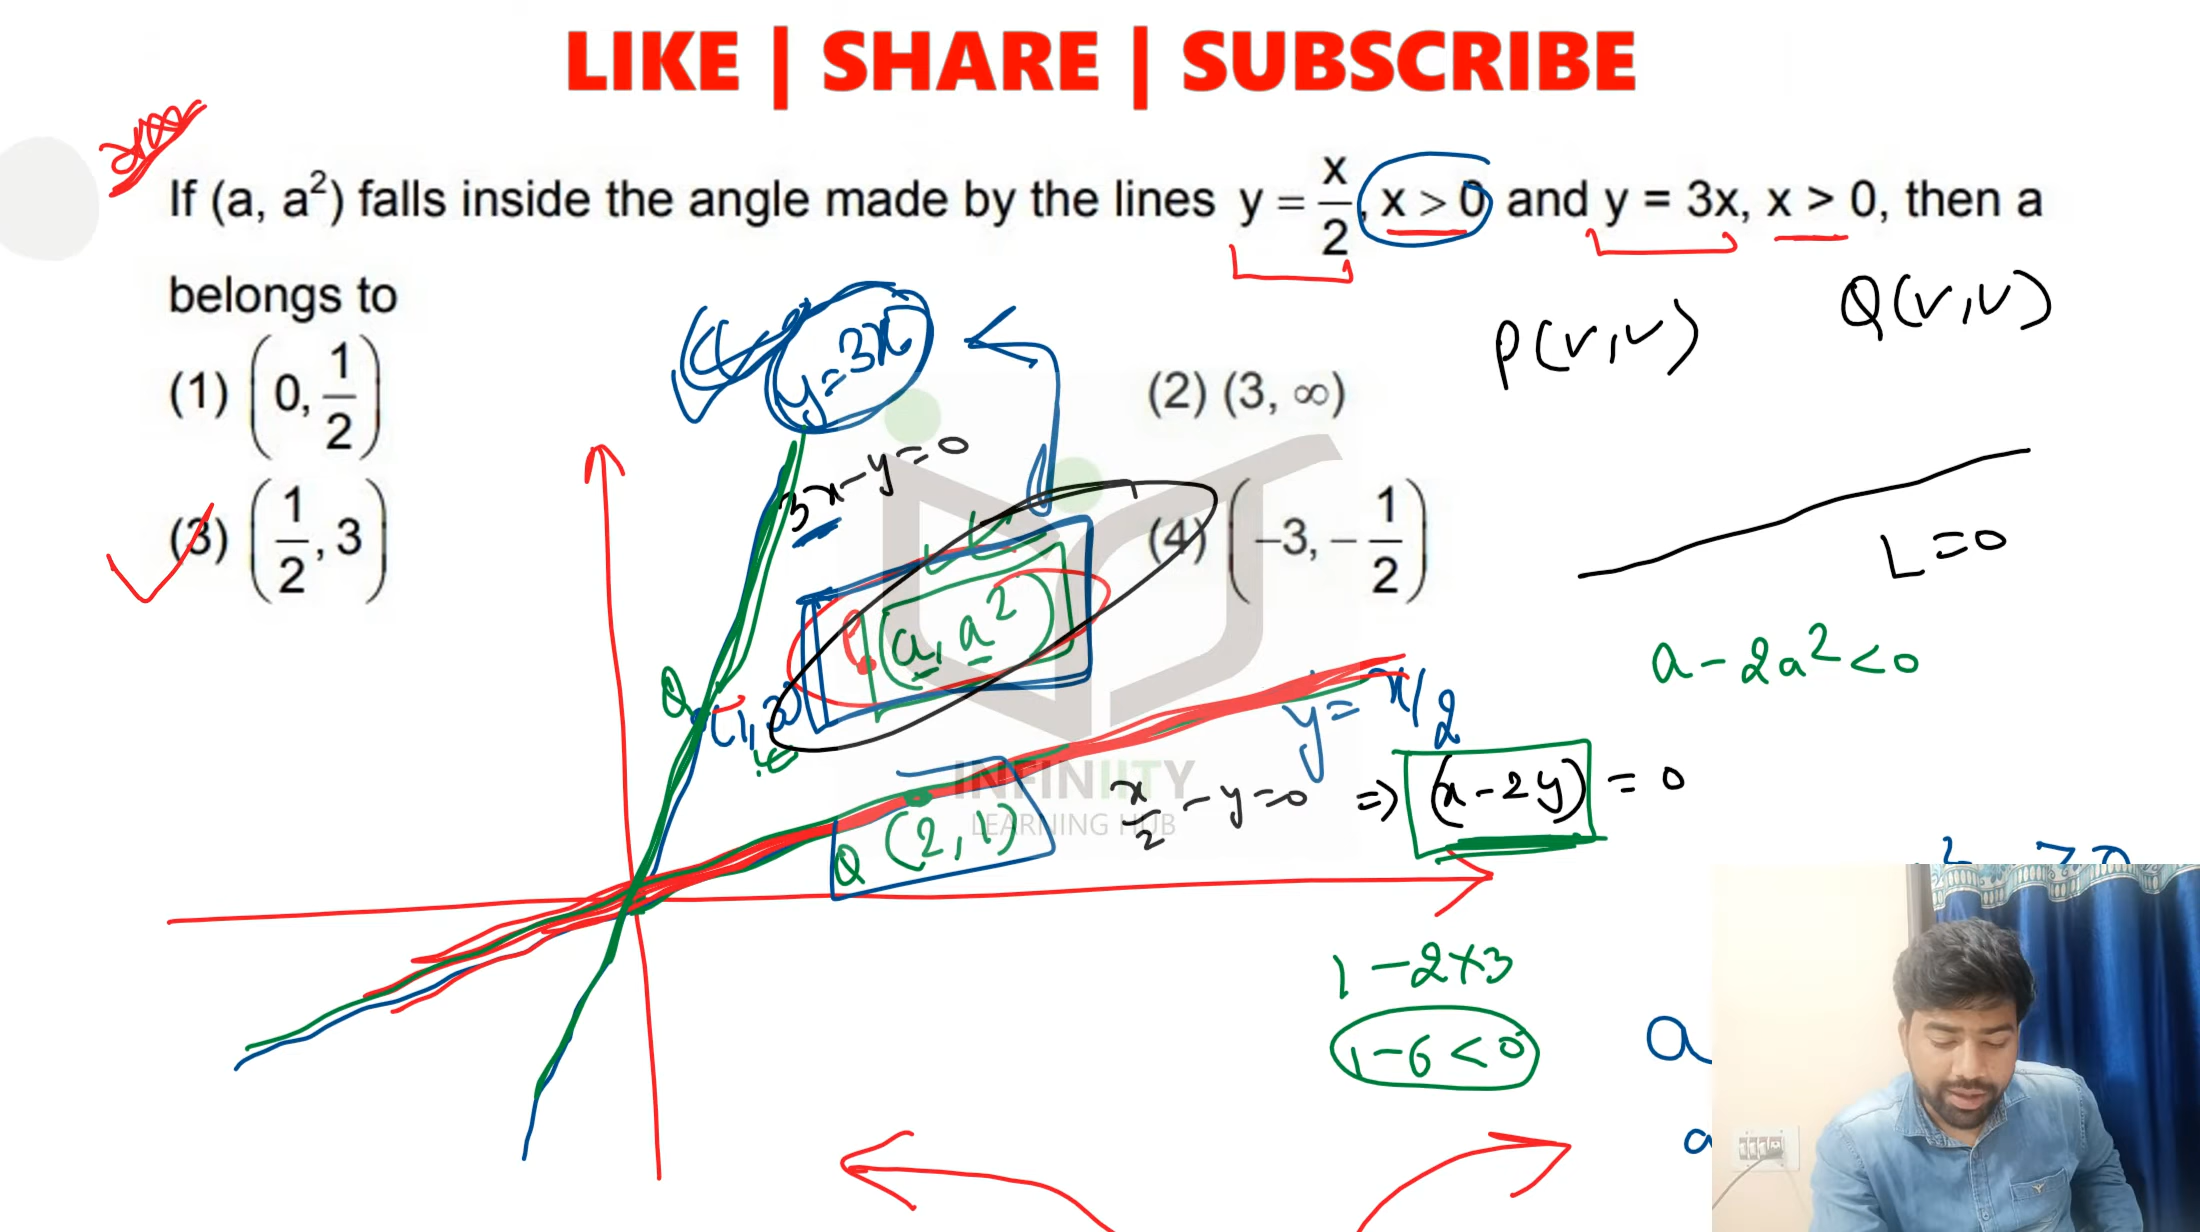 LIKE | SHARE | SUBSCRIBE
If (a, a²) falls inside the angle made by the lines y = x/2, x > 0 and y = 3x, x > 0, then a
belongs to
P(v,v)
Q(v,v)
y=3x
(1) (0, 1/2)
(2) (3, ∞)
3x-y=0
(3) (1/2, 3)
(4) (-3, -1/2)
L=0
P
(a, a²)
a-2a²<0
Q
(1,3)
y= x/2
INFINIITY
LEARNING HUB
x/2 -y=0 ⇒ (x-2y) = 0
Q (2,1)
1-2×3
1-6<0
a
a